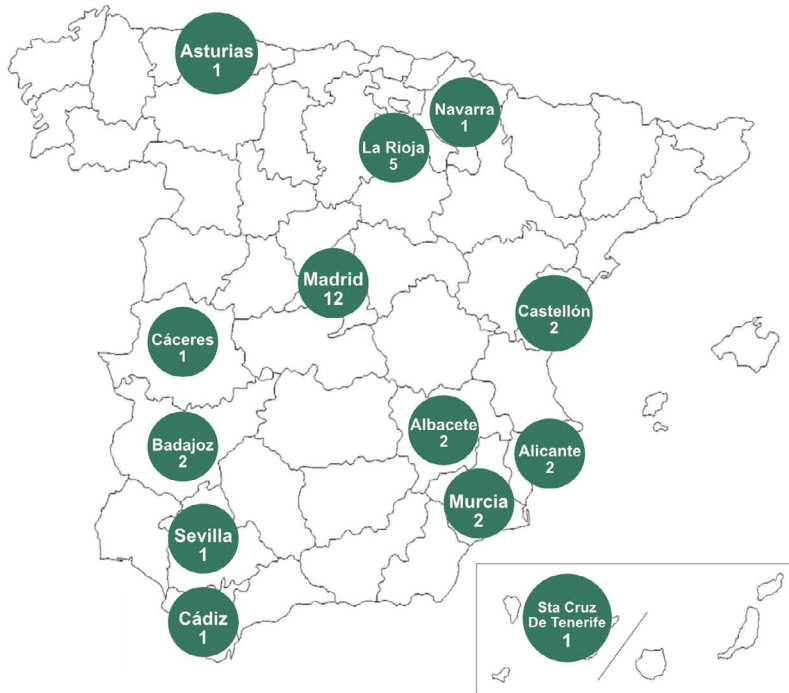 Asturias
1
Navarra
1
La Rioja
5
Madrid
12
Castellón
2
Cáceres
1
Albacete
2
Badajoz
2
Alicante
2
Murcia
2
Sevilla
1
Cádiz
1
Sta Cruz
De Tenerife
1